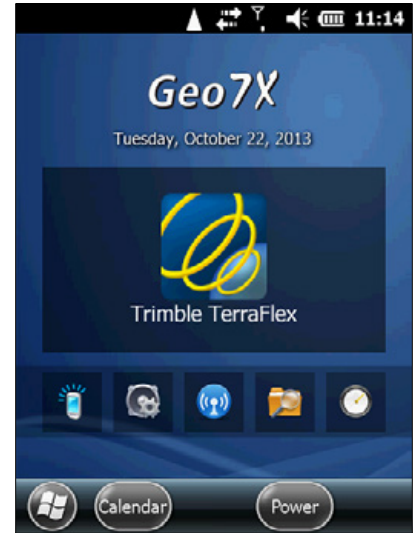 11:14
Geo7X
Tuesday, October 22, 2013
Trimble TerraFlex
Calendar
Power